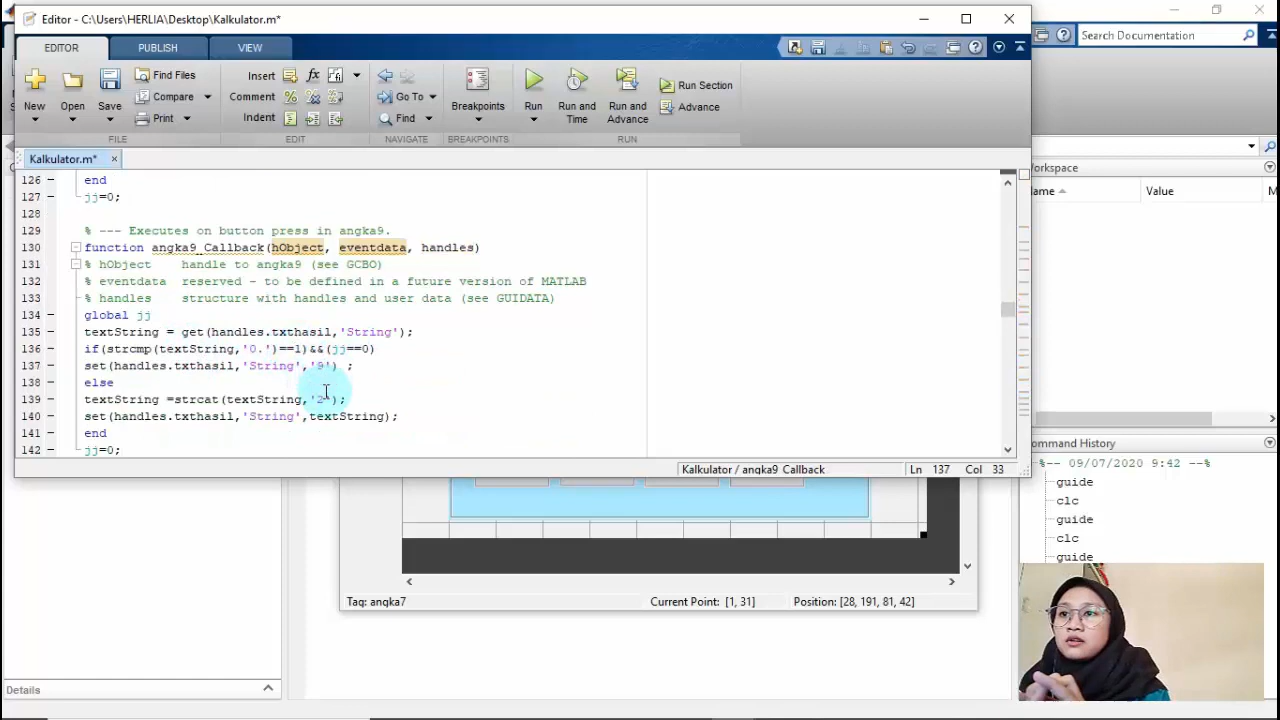 Editor - C:\Users\HERLIA\Desktop\Kalkulator.m*
EDITOR PUBLISH VIEW
Search Documentation
New Open Save
Find Files
Compare
Print
FILE
Insert
Comment
Indent
EDIT
Go To
Find
NAVIGATE
Breakpoints
BREAKPOINTS
Run
Run and Time
Run and Advance
Run Section
Advance
RUN
Kalkulator.m*
126 end
127 jj=0;
128
129 % --- Executes on button press in angka9.
130 function angka9_Callback(hObject, eventdata, handles)
131 % hObject    handle to angka9 (see GCBO)
132 % eventdata  reserved - to be defined in a future version of MATLAB
133 % handles    structure with handles and user data (see GUIDATA)
134 global jj
135 textString = get(handles.txthasil,'String');
136 if(strcmp(textString,'0.')==1)&&(jj==0)
137 set(handles.txthasil,'String','9') ;
138 else
139 textString =strcat(textString,'2');
140 set(handles.txthasil,'String',textString);
141 end
142 jj=0;
Kalkulator / angka9 Callback Ln 137 Col 33
orkspace
ame Value M
ommand History
%-- 09/07/2020 9:42 --%
guide
clc
guide
clc
guide
Tag: angka7 Current Point: [1, 31] Position: [28, 191, 81, 42]
Details